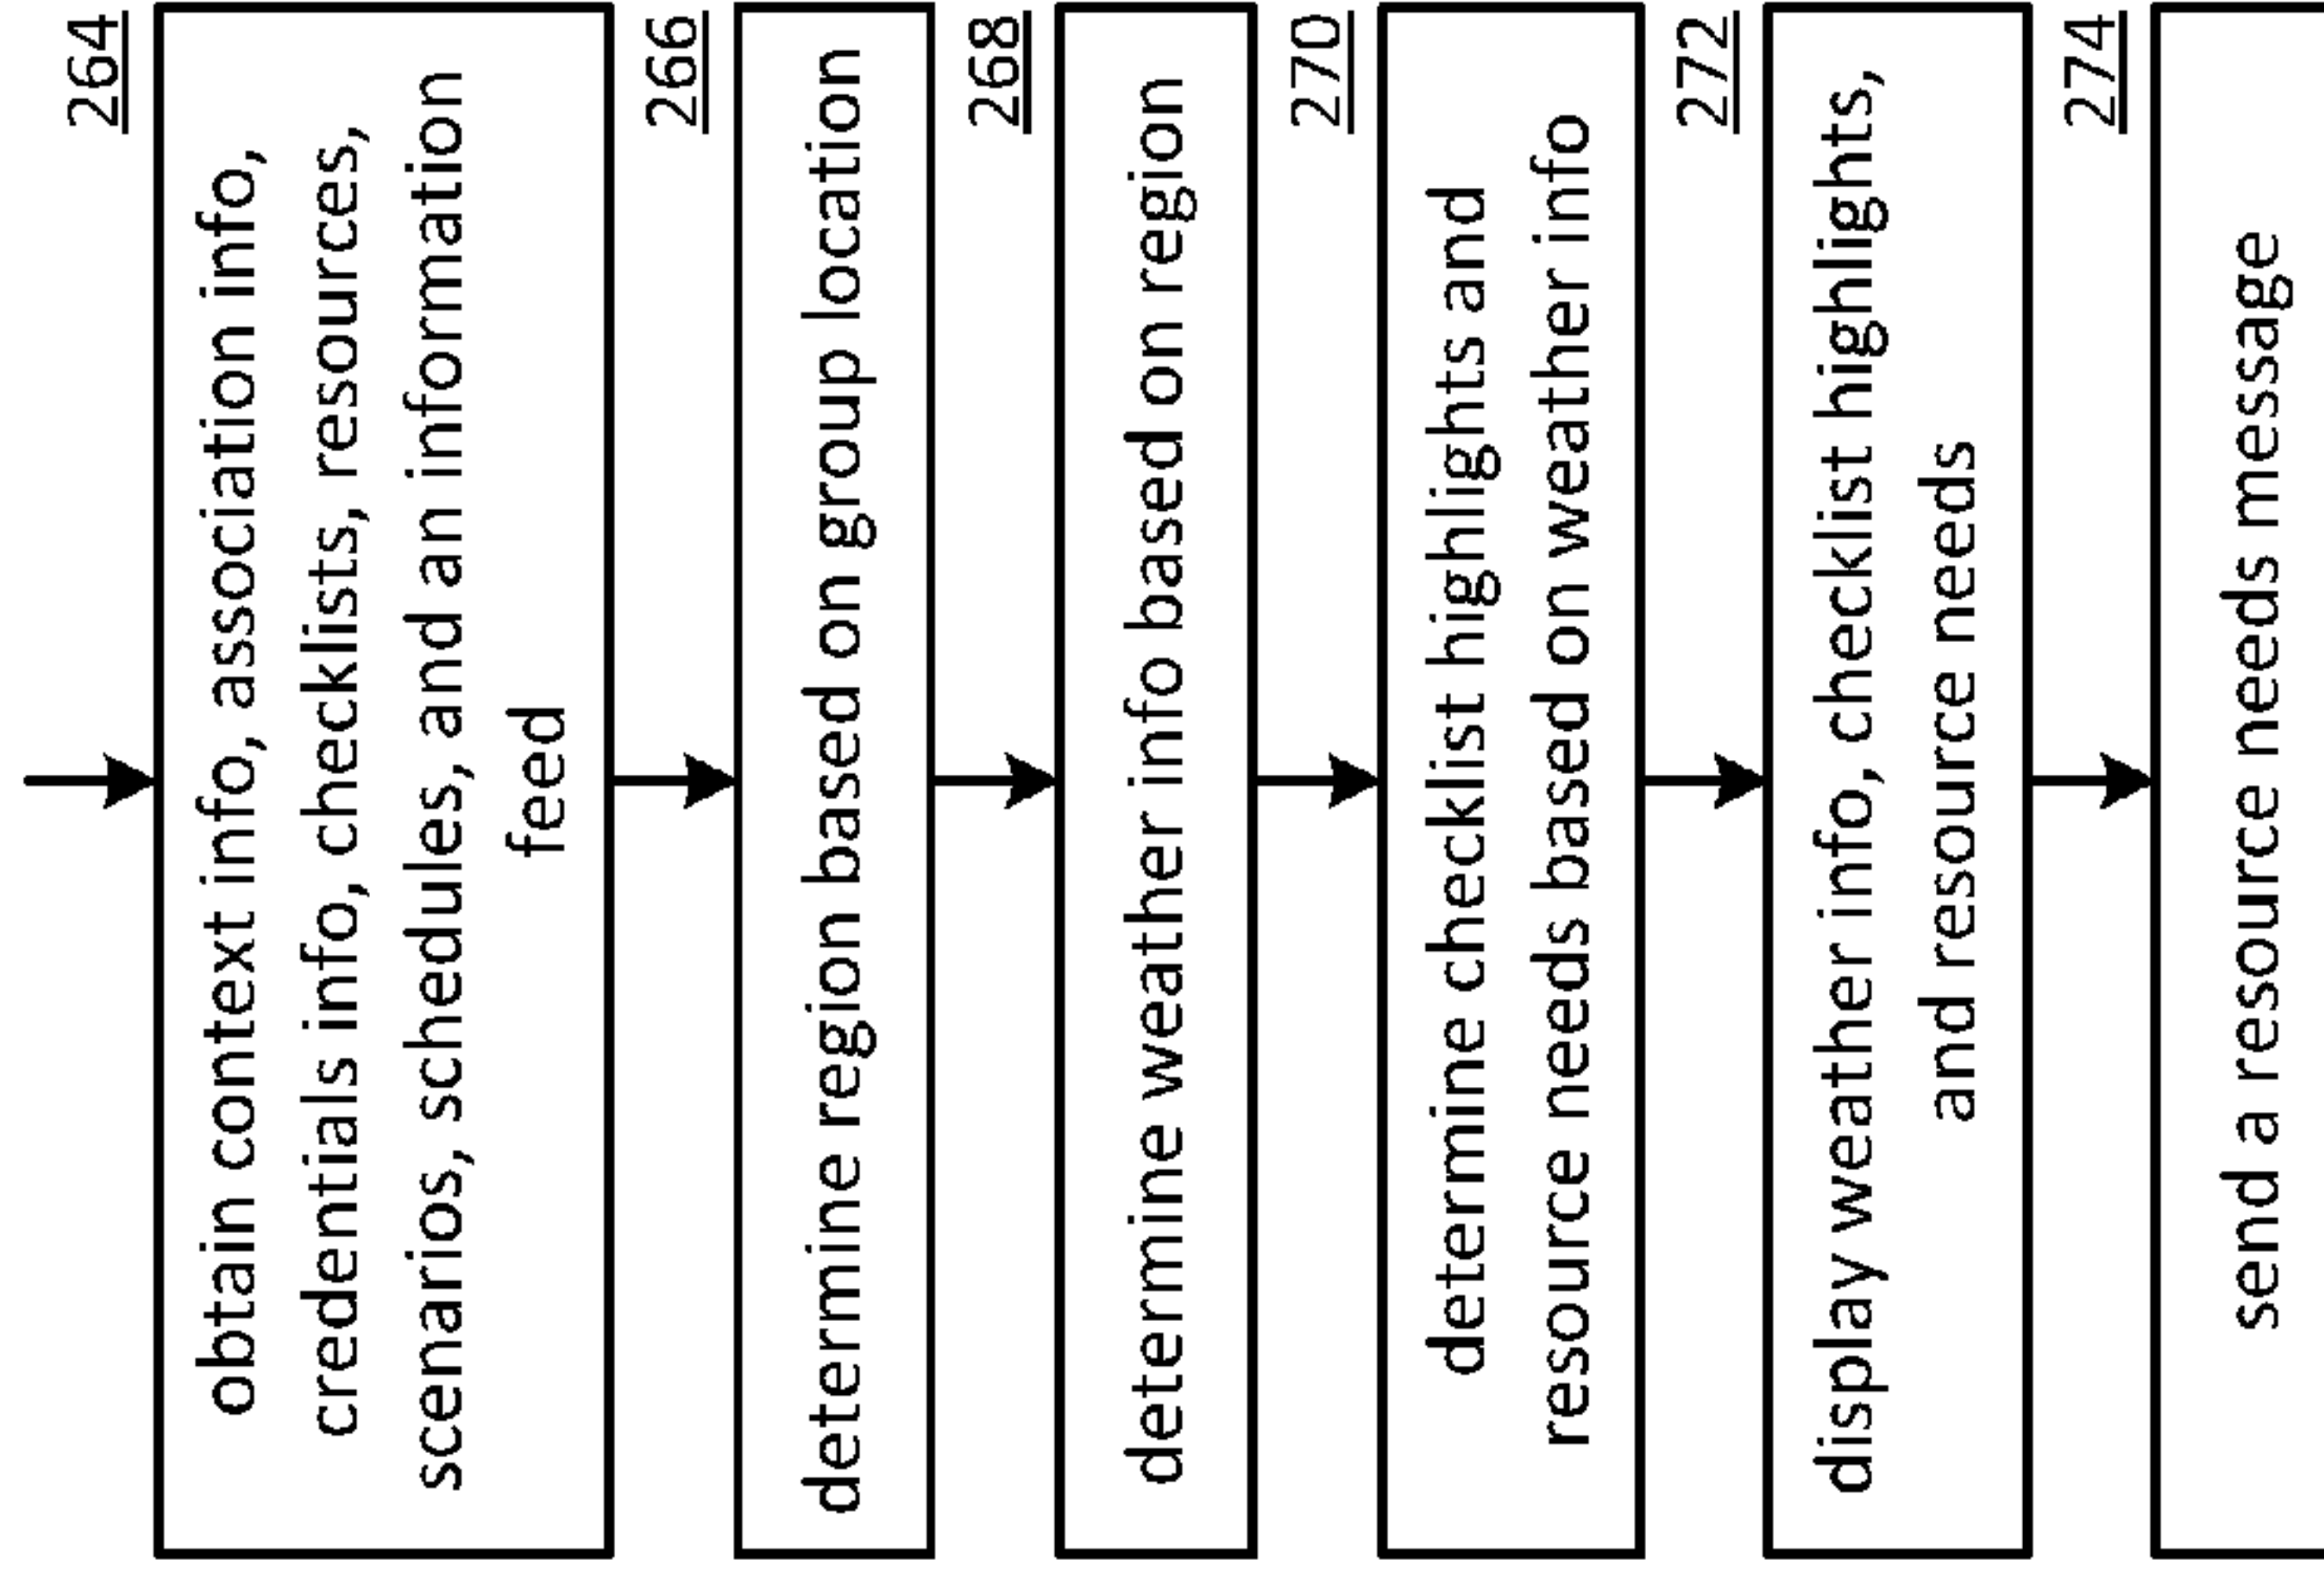 264
obtain context info, association info,
credentials info, checklists, resources,
scenarios, schedules, and an information
feed
266
determine region based on group location
268
determine weather info based on region
270
determine checklist highlights and
resource needs based on weather info
272
display weather info, checklist highlights,
and resource needs
274
send a resource needs message